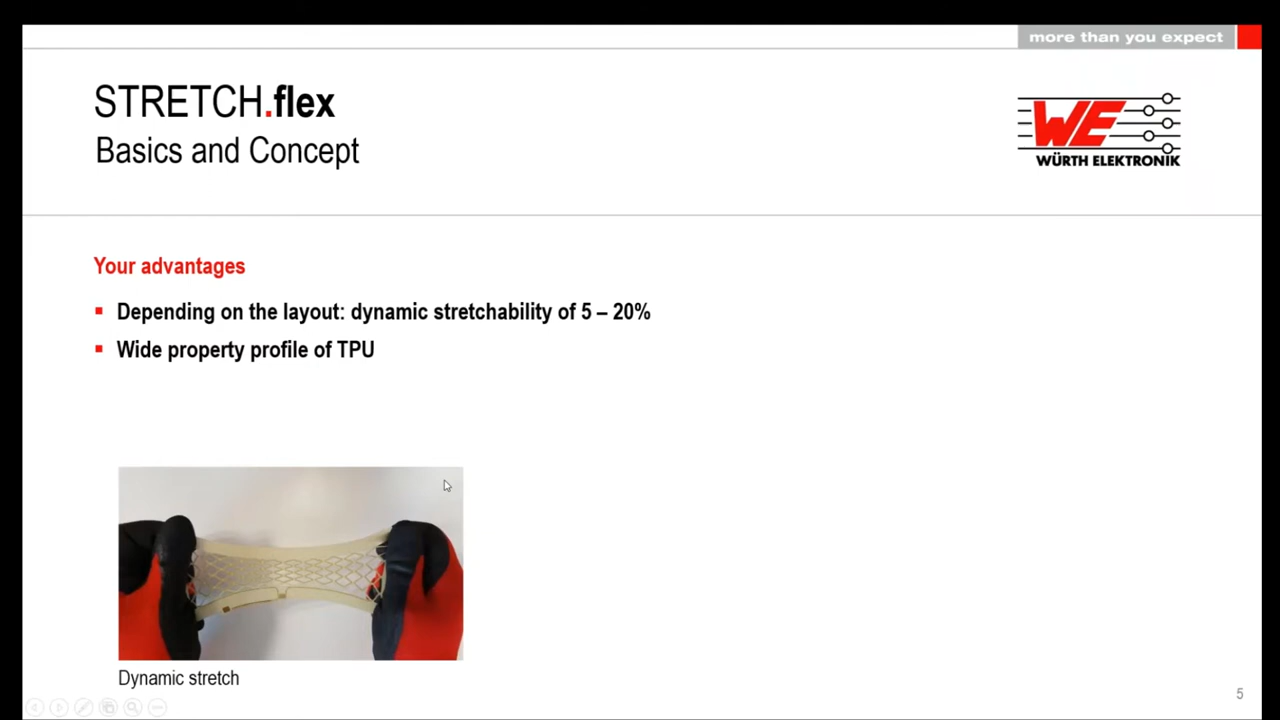 more than you expect
STRETCH.flex
Basics and Concept
WE
WÜRTH ELEKTRONIK
Your advantages
▪ Depending on the layout: dynamic stretchability of 5 – 20%
▪ Wide property profile of TPU
Dynamic stretch
5